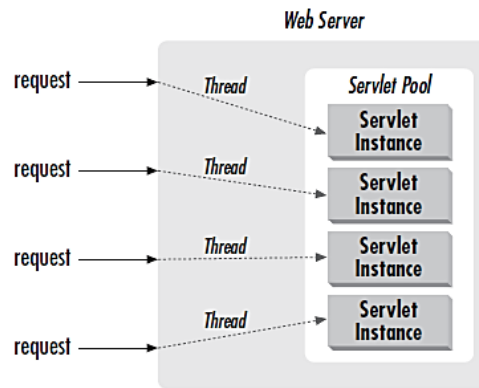 Web Server
request
Thread
Servlet Pool
Servlet
Instance
request
Thread
Servlet
Instance
request
Thread
Servlet
Instance
request
Thread
Servlet
Instance